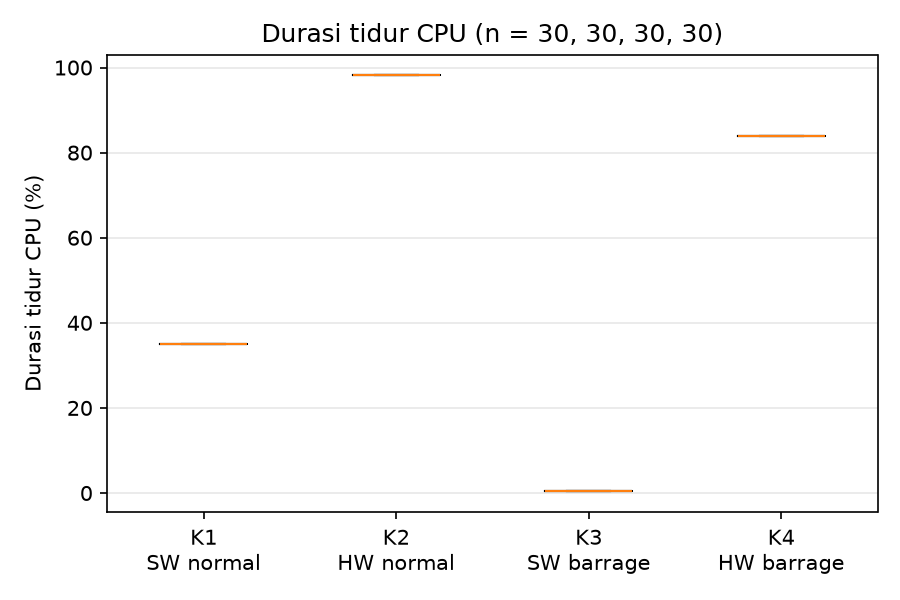 Durasi tidur CPU (n = 30, 30, 30, 30)
Durasi tidur CPU (%)
100
80
60
40
20
0
K1
SW normal
K2
HW normal
K3
SW barrage
K4
HW barrage